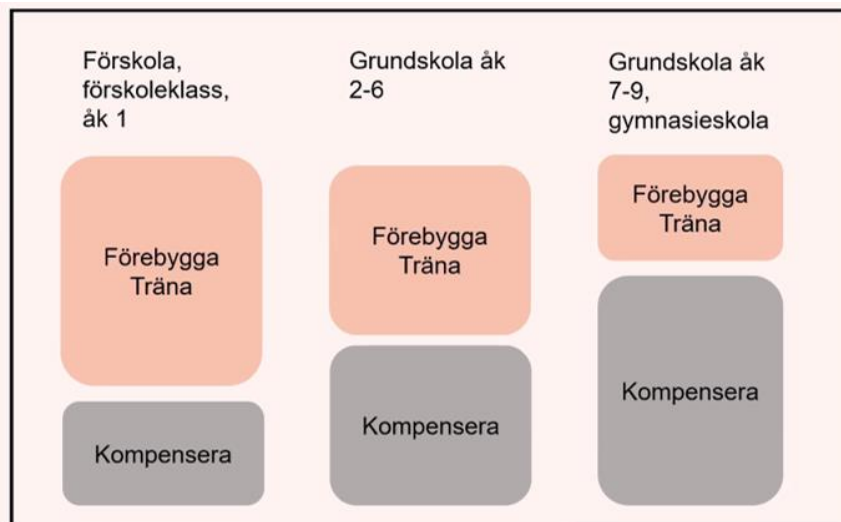 Förskola,
förskoleklass,
åk 1
Förebygga
Träna
Kompensera
Grundskola åk
2-6
Förebygga
Träna
Kompensera
Grundskola åk
7-9,
gymnasieskola
Förebygga
Träna
Kompensera